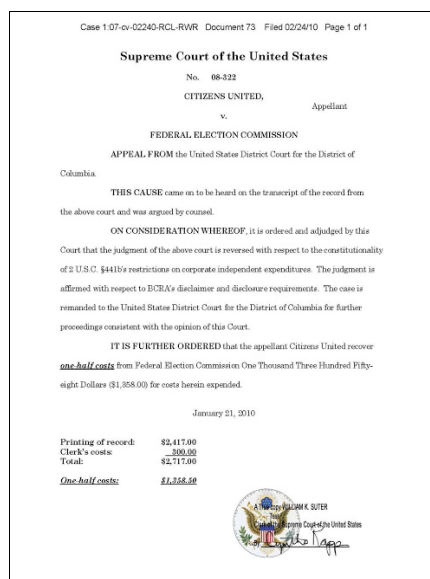 Case 1:07-cv-02240-RCL-RWR Document 73 Filed 02/24/10 Page 1 of 1
Supreme Court of the United States
No. 08-322
CITIZENS UNITED,
Appellant
v.
FEDERAL ELECTION COMMISSION
APPEAL FROM the United States District Court for the District of
Columbia.
THIS CAUSE came on to be heard on the transcript of the record from
the above court and was argued by counsel.
ON CONSIDERATION WHEREOF, it is ordered and adjudged by this
Court that the judgment of the above court is reversed with respect to the constitutionality
of 2 U.S.C. §441b's restrictions on corporate independent expenditures. The judgment is
affirmed with respect to BCRA's disclaimer and disclosure requirements. The case is
remanded to the United States District Court for the District of Columbia for further
proceedings consistent with the opinion of this Court.
IT IS FURTHER ORDERED that the appellant Citizens United recover
one-half costs from Federal Election Commission One Thousand Three Hundred Fifty-
eight Dollars ($1,358.00) for costs herein expended.
January 21, 2010
Printing of record: $2,417.00
Clerk's costs: 300.00
Total: $2,717.00
One-half costs: $1,358.50
A True copy WILLIAM K. SUTER
Clerk of the Supreme Court of the United States
Rapp